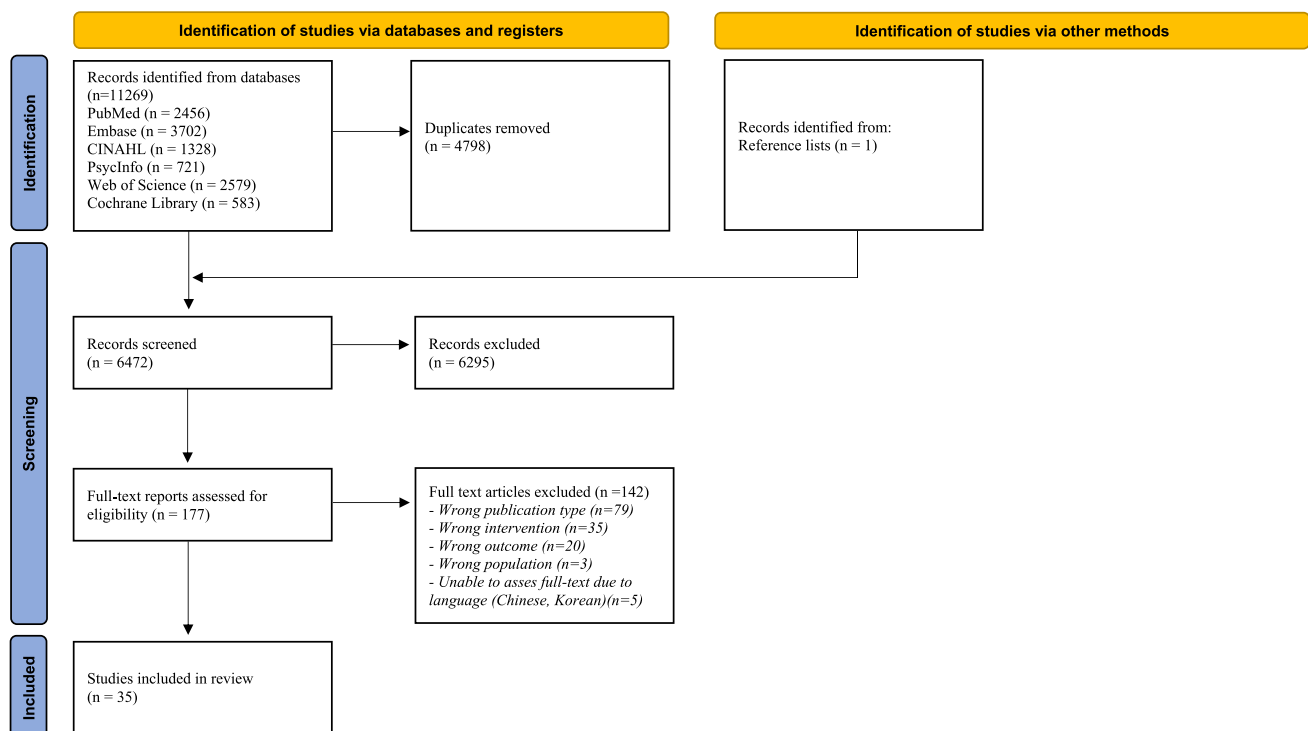 Identification of studies via databases and registers
Identification of studies via other methods
Identification
Records identified from databases
(n=11269)
PubMed (n = 2456)
Embase (n = 3702)
CINAHL (n = 1328)
PsycInfo (n = 721)
Web of Science (n = 2579)
Cochrane Library (n = 583)
Duplicates removed
(n = 4798)
Records identified from:
Reference lists (n = 1)
Screening
Records screened
(n = 6472)
Records excluded
(n = 6295)
Full-text reports assessed for
eligibility (n = 177)
Full text articles excluded (n =142)
- Wrong publication type (n=79)
- Wrong intervention (n=35)
- Wrong outcome (n=20)
- Wrong population (n=3)
- Unable to asses full-text due to
language (Chinese, Korean)(n=5)
Included
Studies included in review
(n = 35)